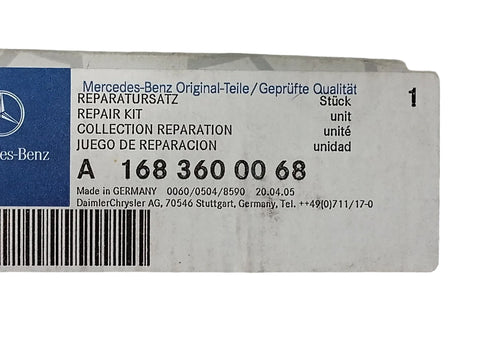 Mercedes-Benz Original-Teile/Geprüfte Qualität
REPARATURSATZ Stück 1
REPAIR KIT unit
COLLECTION REPARATION unité
JUEGO DE REPARACION unidad
des-Benz
A 168 360 00 68
Made in GERMANY 0060/0504/8590 20.04.05
DaimlerChrysler AG, 70546 Stuttgart, Germany, Tel. ++49(0)711/17-0